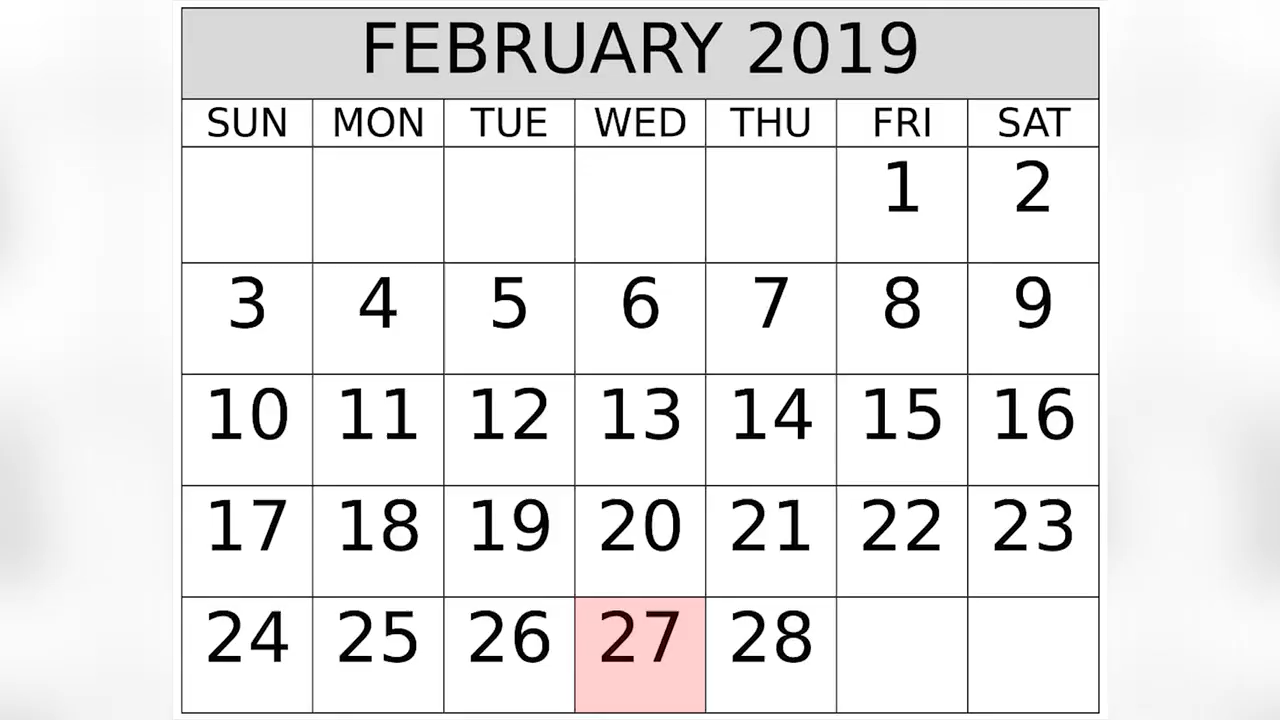 FEBRUARY 2019
SUN MON TUE WED THU FRI SAT
1 2
3 4 5 6 7 8 9
10 11 12 13 14 15 16
17 18 19 20 21 22 23
24 25 26 27 28